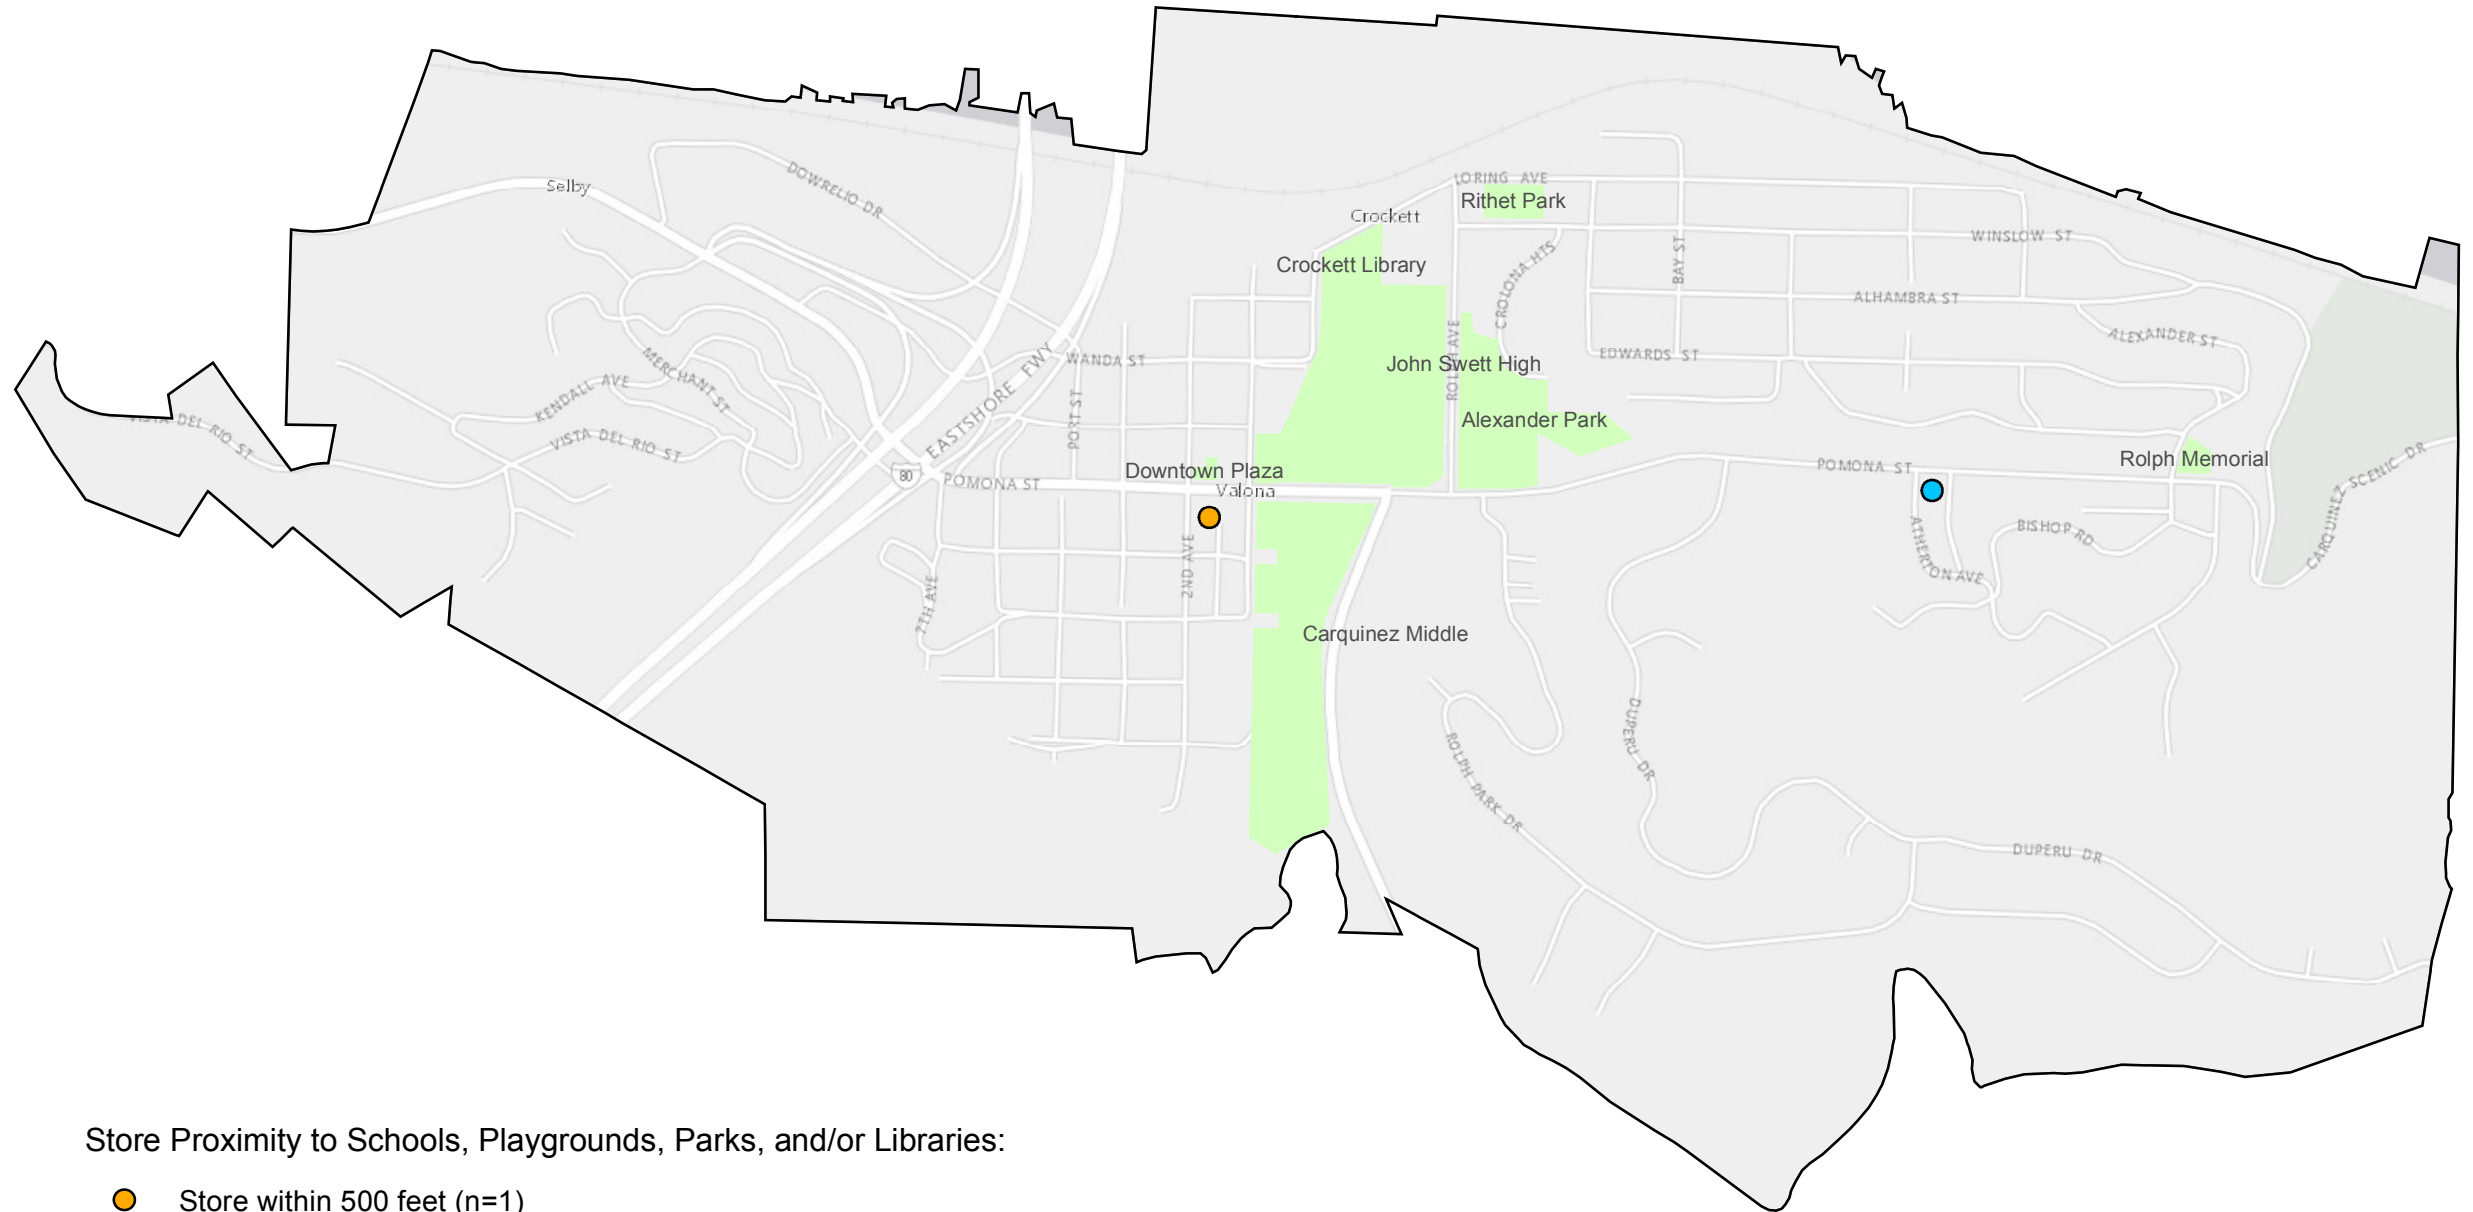 LORING AVE
Rithet Park
DOWRELIO DR
Selby
Crockett
WINSLOW ST
Crockett Library
BAY ST
CROLONA HTS
ALHAMBRA ST
ALEXANDER ST
WANDA ST
EDWARDS ST
John Swett High
ROLPH AVE
MERCHANT ST
KENDALL AVE
EASTSHORE FWY
PORT ST
Alexander Park
VISTA DEL RIO ST
VISTA DEL RIO ST
Rolph Memorial
Downtown Plaza
POMONA ST
80
POMONA ST
Valona
CARQUINEZ SCENIC DR
2ND AVE
ATHERTON AVE
BISHOP RD
7TH AVE
Carquinez Middle
DUPERU DR
ROLPH PARK DR
DUPERU DR
Store Proximity to Schools, Playgrounds, Parks, and/or Libraries:
Store within 500 feet (n=1)